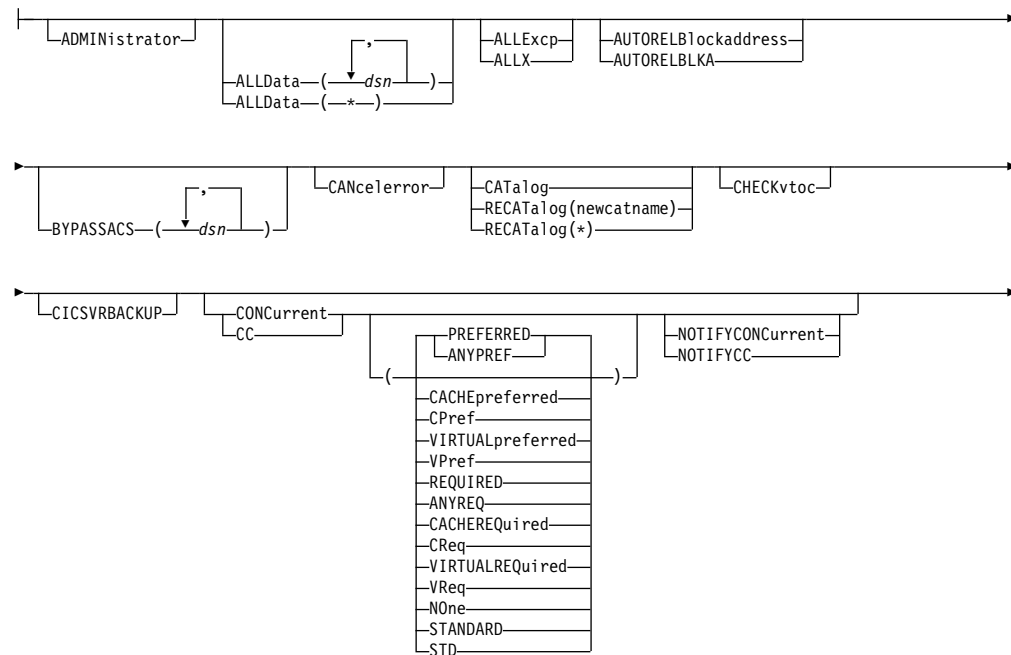 ADMINistrator
ALLData ( dsn , )
ALLData ( * )
ALLExcp
ALLX
AUTORELBlockaddress
AUTORELBLKA
BYPASSACS ( dsn , )
CANcelerror
CATalog
RECATalog(newcatname)
RECATalog(*)
CHECKvtoc
CICSVRBACKUP
CONCurrent
CC
(
PREFERRED
ANYPREF
CACHEpreferred
CPref
VIRTUALpreferred
VPref
REQUIRED
ANYREQ
CACHEREQuired
CReq
VIRTUALREQuired
VReq
NOne
STANDARD
STD
)
NOTIFYCONCurrent
NOTIFYCC